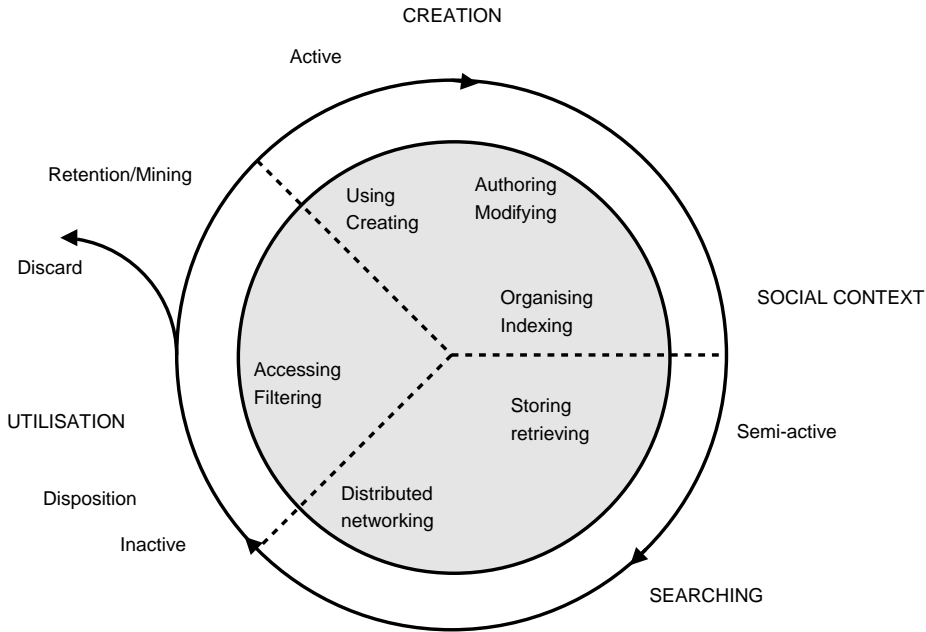 CREATION
Active
Retention/Mining
Using
Creating
Authoring
Modifying
Discard
Organising
Indexing
SOCIAL CONTEXT
Accessing
Filtering
UTILISATION
Storing
retrieving
Semi-active
Disposition
Distributed
networking
Inactive
SEARCHING